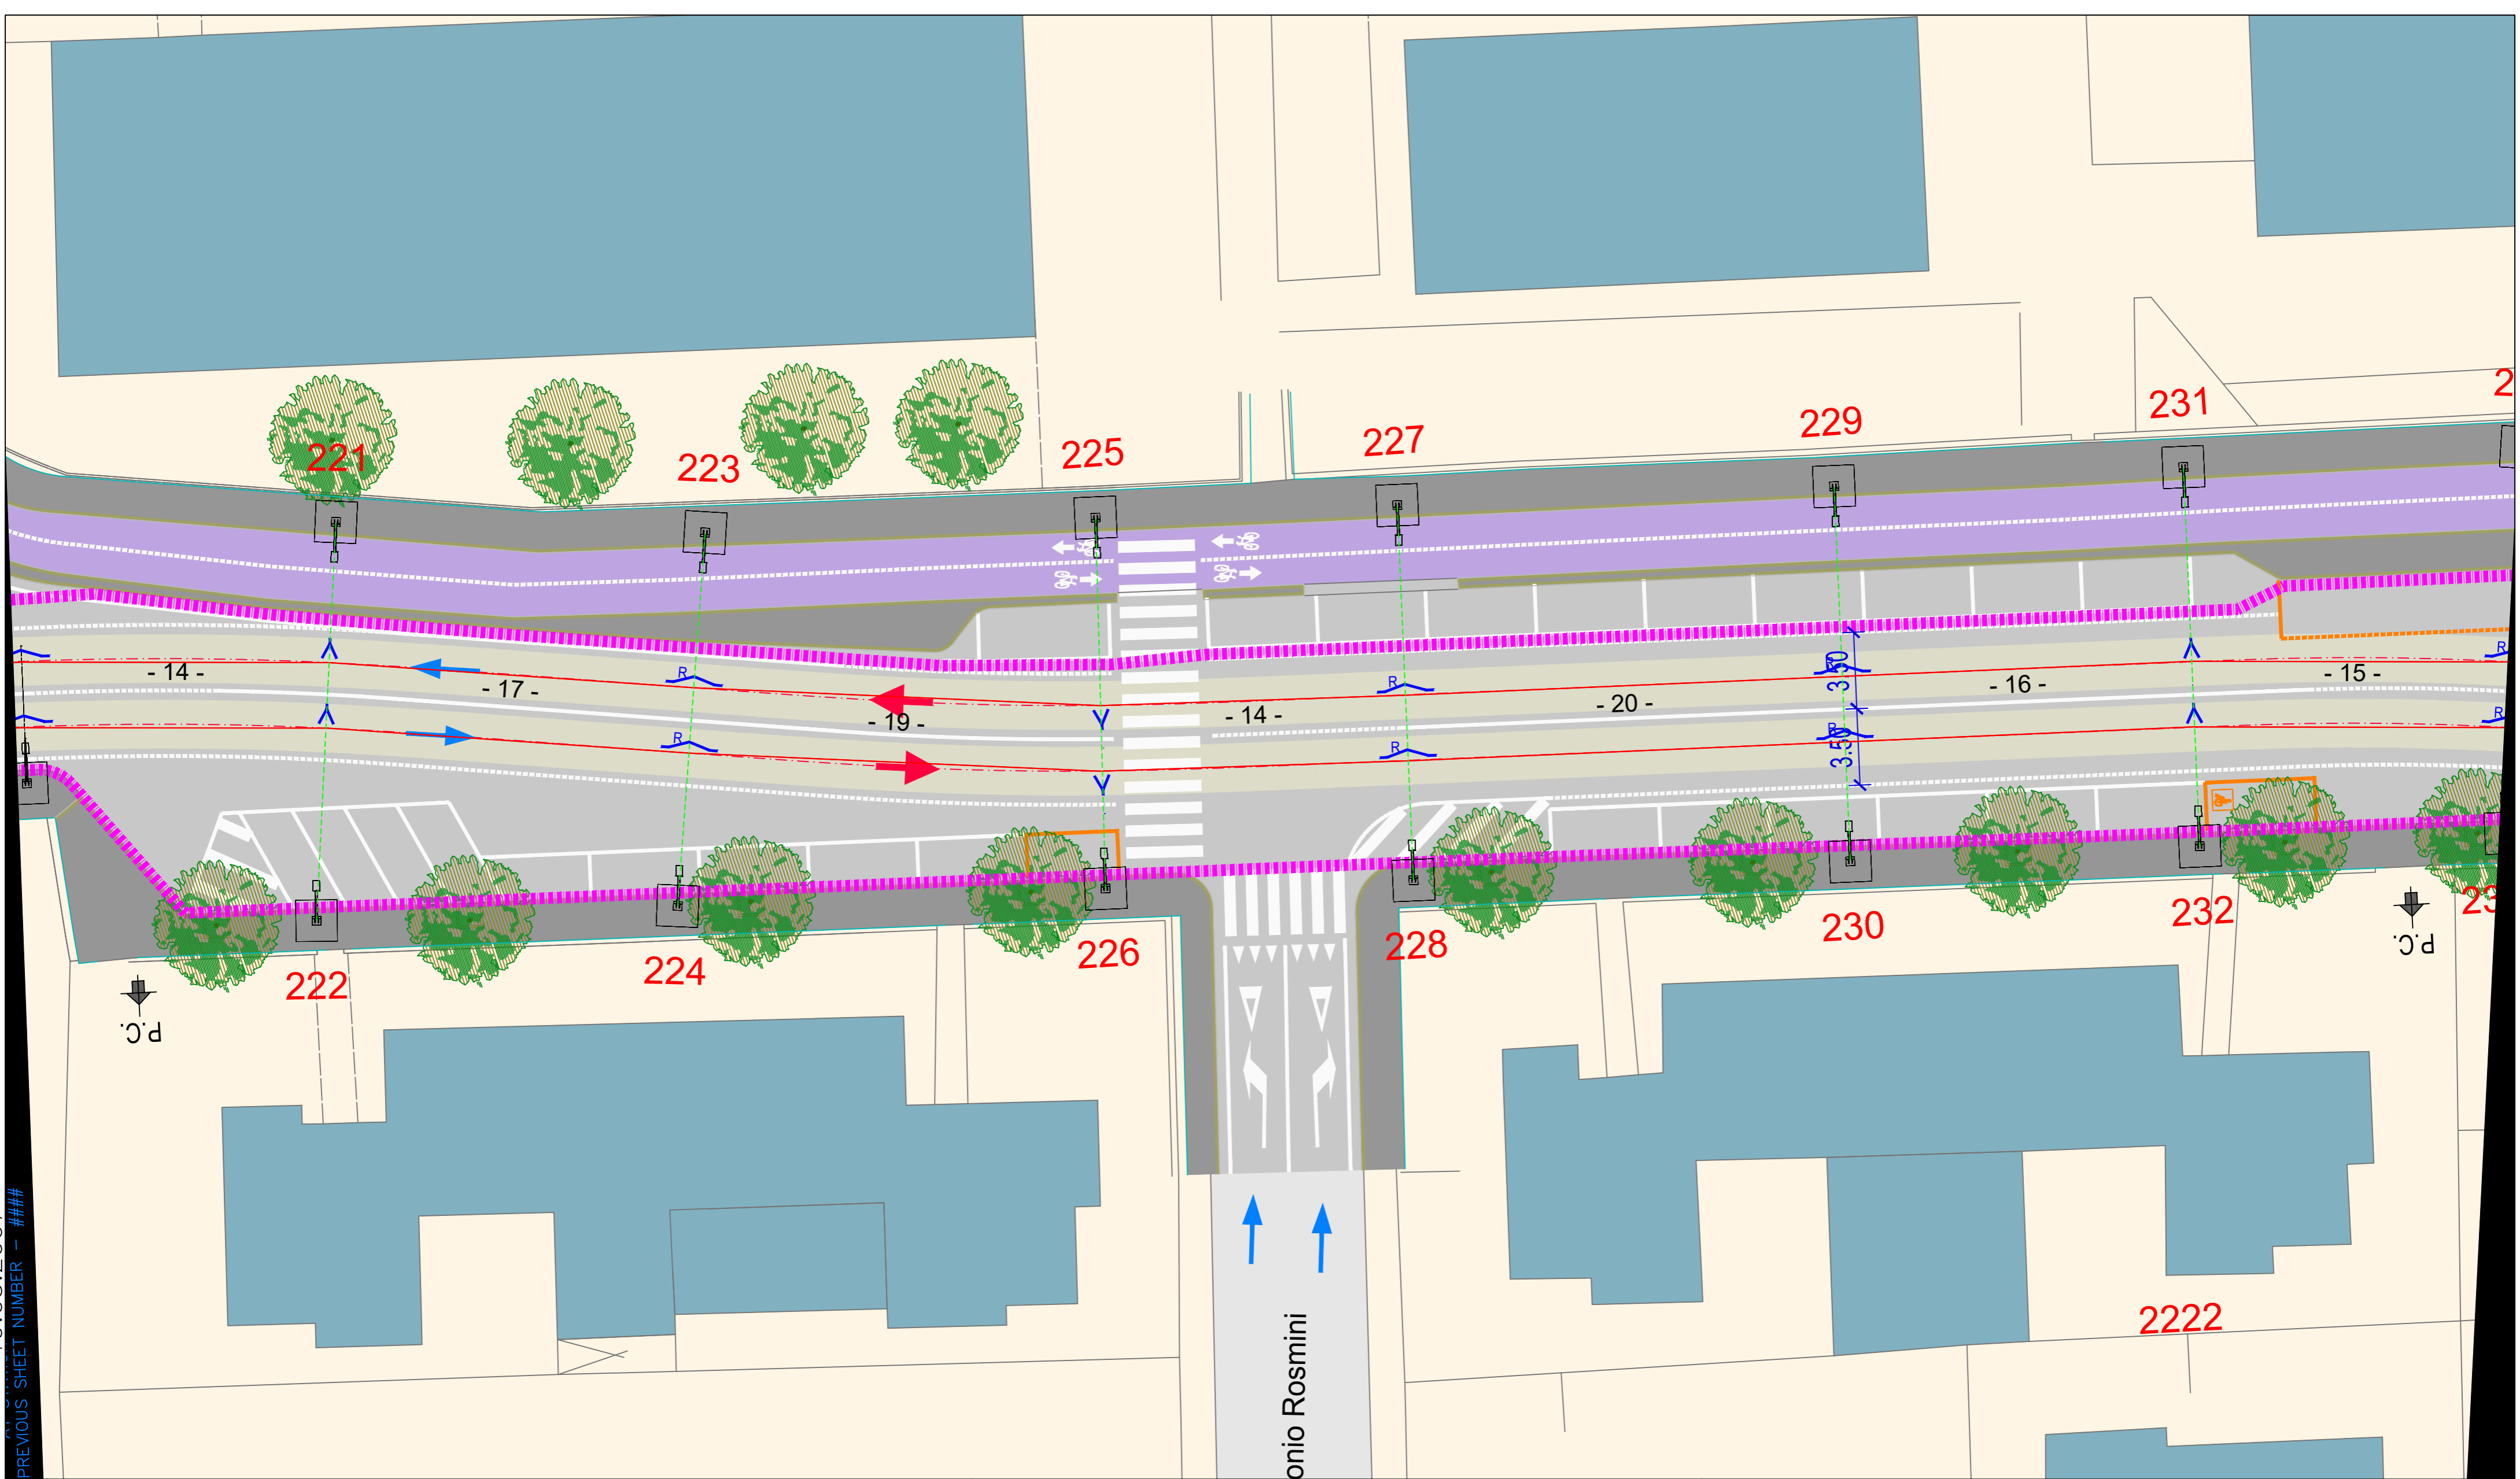 221
223
225
227
229
231
- 14 -
- 17 -
- 19 -
- 14 -
- 20 -
- 16 -
- 15 -
R
R
R
R
R
R
R
R
3.50
3.50
222
224
226
228
230
232
P.C.
P.C.
2222
onio Rosmini
PREVIOUS SHEET NUMBER - ####